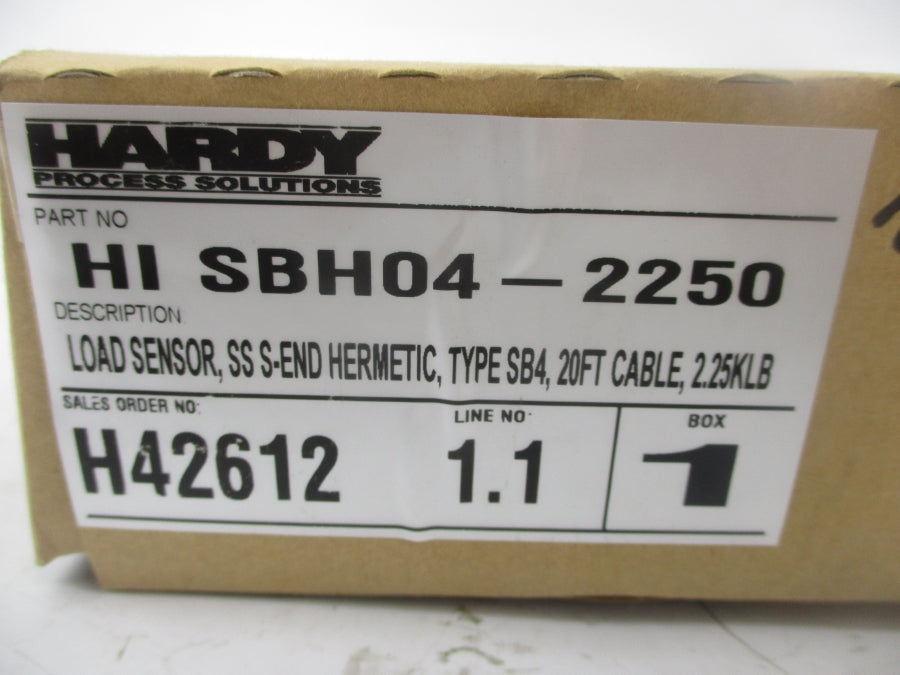 HARDY
PROCESS SOLUTIONS
PART NO
HI SBH04-2250
DESCRIPTION
LOAD SENSOR, SS S-END HERMETIC, TYPE SB4, 20FT CABLE, 2.25KLB
SALES ORDER NO:
H42612
LINE NO:
1.1
BOX
1